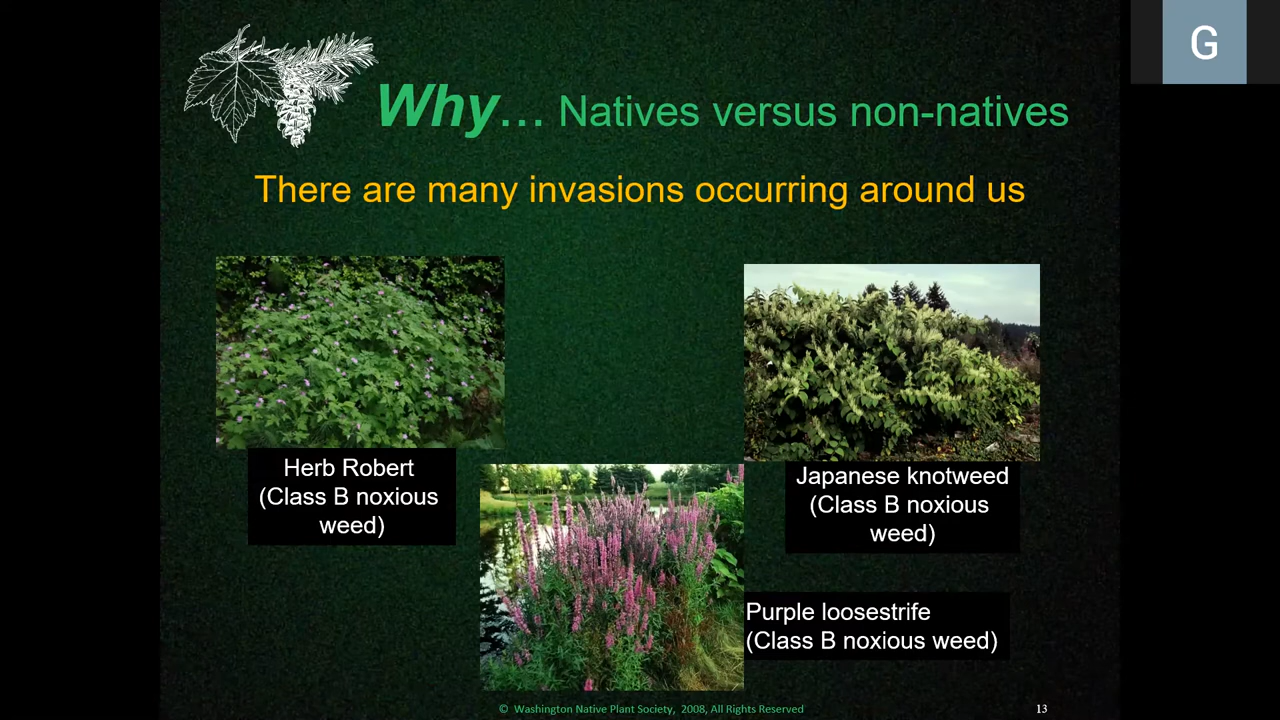 G
Why... Natives versus non-natives
There are many invasions occurring around us
Herb Robert
(Class B noxious
weed)
Japanese knotweed
(Class B noxious
weed)
Purple loosestrife
(Class B noxious weed)
© Washington Native Plant Society, 2008, All Rights Reserved
13